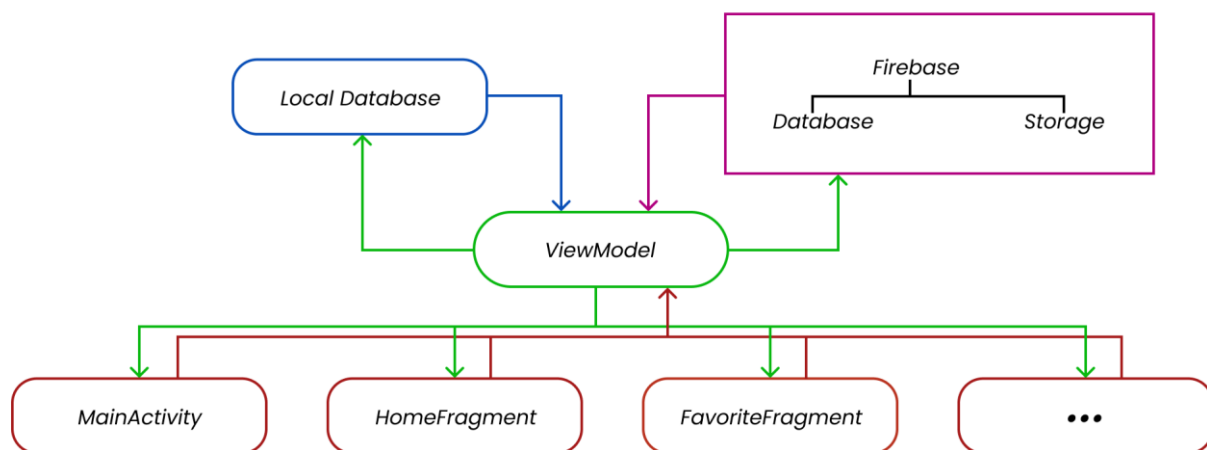 Firebase
Local Database
Database
Storage
ViewModel
MainActivity
HomeFragment
FavoriteFragment
•••